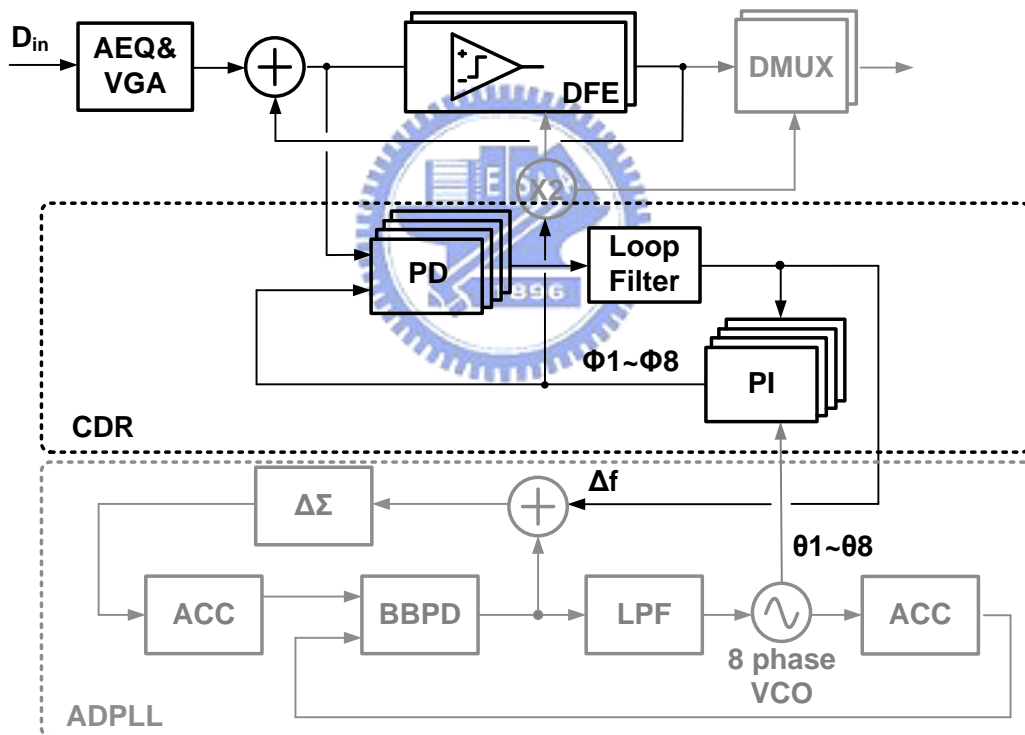 Din
AEQ&
VGA
DFE
DMUX
X2
PD
Loop
Filter
896
Φ1~Φ8
PI
CDR
Δf
ΔΣ
θ1~θ8
ACC
BBPD
LPF
ACC
8 phase
VCO
ADPLL